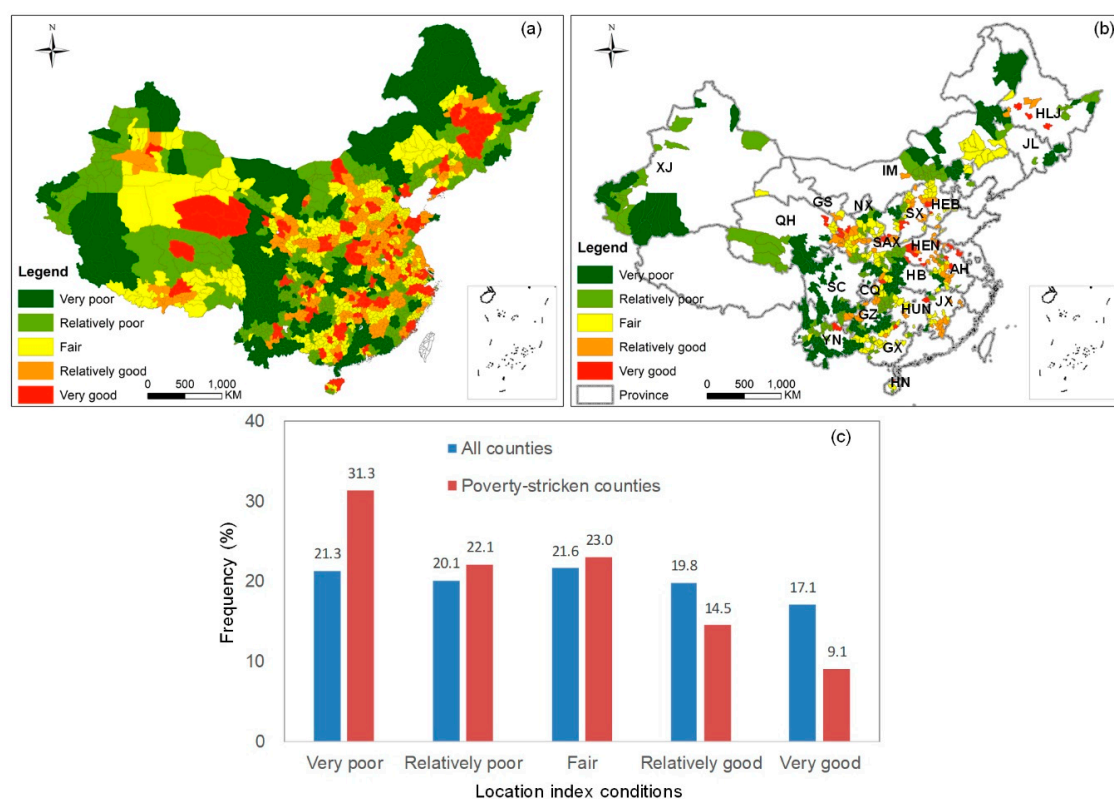 N
(a)
Legend
Very poor
Relatively poor
Fair
Relatively good
Very good
0 500 1,000
KM
N
(b)
HLJ
JL
XJ
IM
GS
NX
HEB
SX
QH
SAX
HEN
AH
HB
SC
CQ
JX
HUN
GZ
YN
GX
HN
Legend
Very poor
Relatively poor
Fair
Relatively good
Very good
Province
0 500 1,000
KM
(c)
All counties
Poverty-stricken counties
Frequency (%)
40
30
20
10
0
21.3
31.3
20.1
22.1
21.6
23.0
19.8
14.5
17.1
9.1
Very poor
Relatively poor
Fair
Relatively good
Very good
Location index conditions